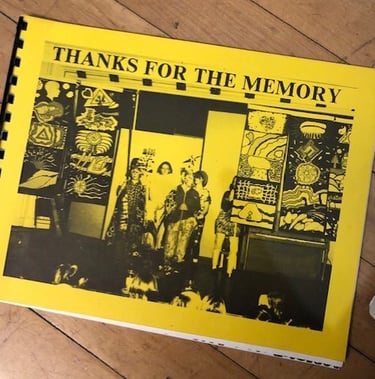 THANKS FOR THE MEMORY